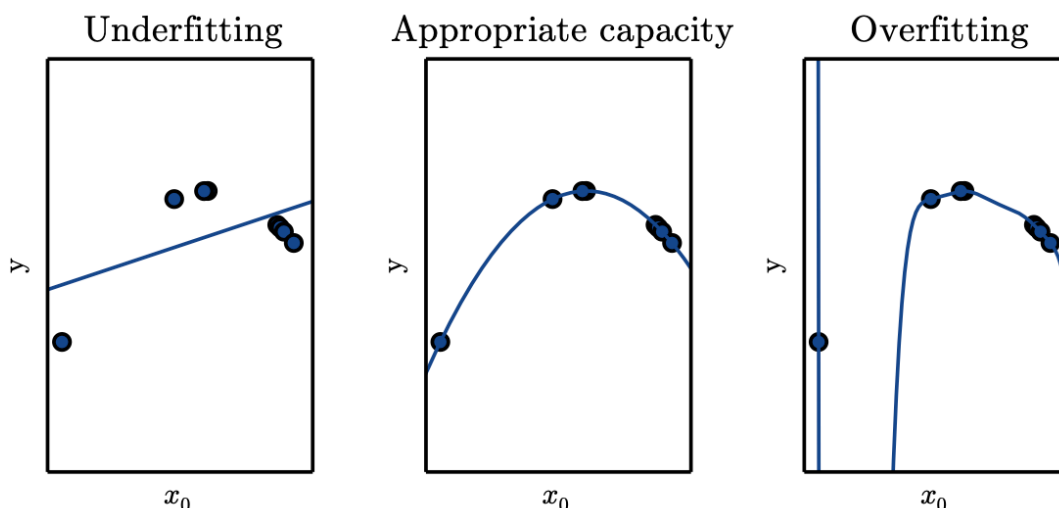 Underfitting
Appropriate capacity
Overfitting
y
y
y
x₀
x₀
x₀